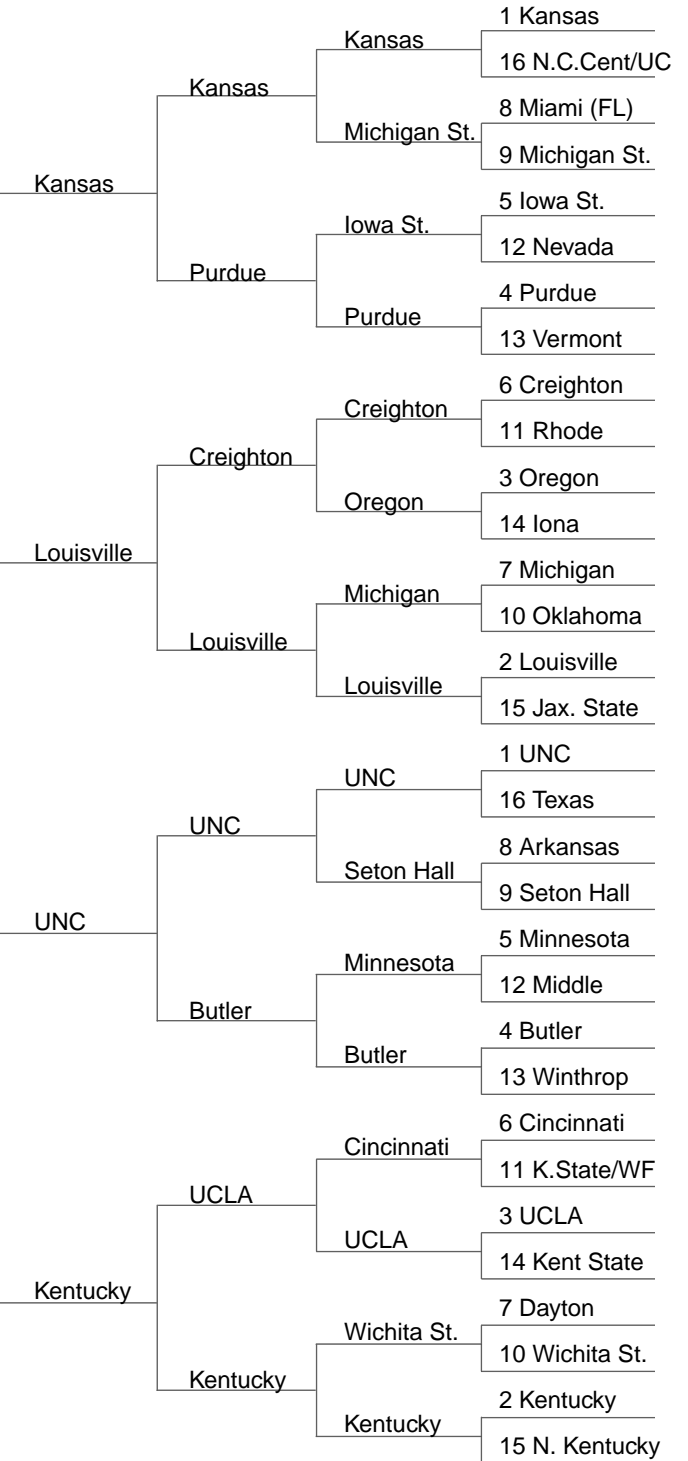 1 Kansas
Kansas
16 N.C.Cent/UC
Kansas
8 Miami (FL)
Michigan St.
9 Michigan St.
Kansas
5 Iowa St.
Iowa St.
12 Nevada
Purdue
4 Purdue
Purdue
13 Vermont
6 Creighton
Creighton
11 Rhode
Creighton
3 Oregon
Oregon
14 Iona
Louisville
7 Michigan
Michigan
10 Oklahoma
Louisville
2 Louisville
Louisville
15 Jax. State
1 UNC
UNC
16 Texas
UNC
8 Arkansas
Seton Hall
9 Seton Hall
UNC
5 Minnesota
Minnesota
12 Middle
Butler
4 Butler
Butler
13 Winthrop
6 Cincinnati
Cincinnati
11 K.State/WF
UCLA
3 UCLA
UCLA
14 Kent State
Kentucky
7 Dayton
Wichita St.
10 Wichita St.
Kentucky
2 Kentucky
Kentucky
15 N. Kentucky